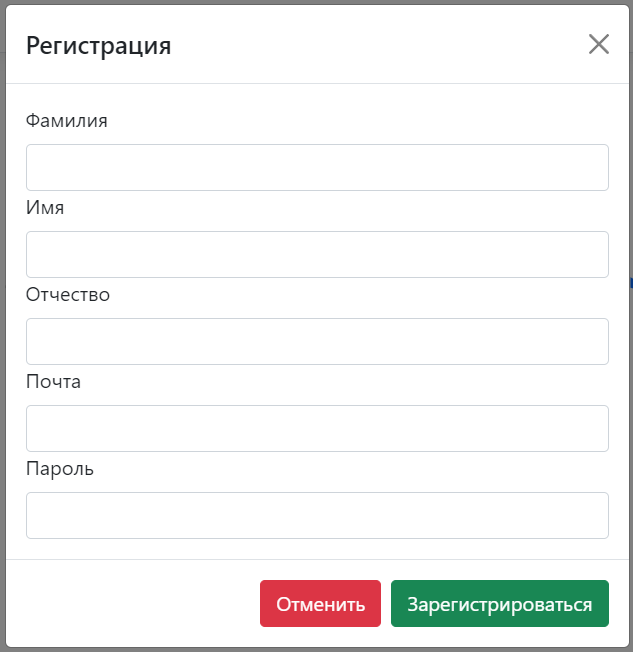 Регистрация
Фамилия
Имя
Отчество
Почта
Пароль
Отменить Зарегистрироваться